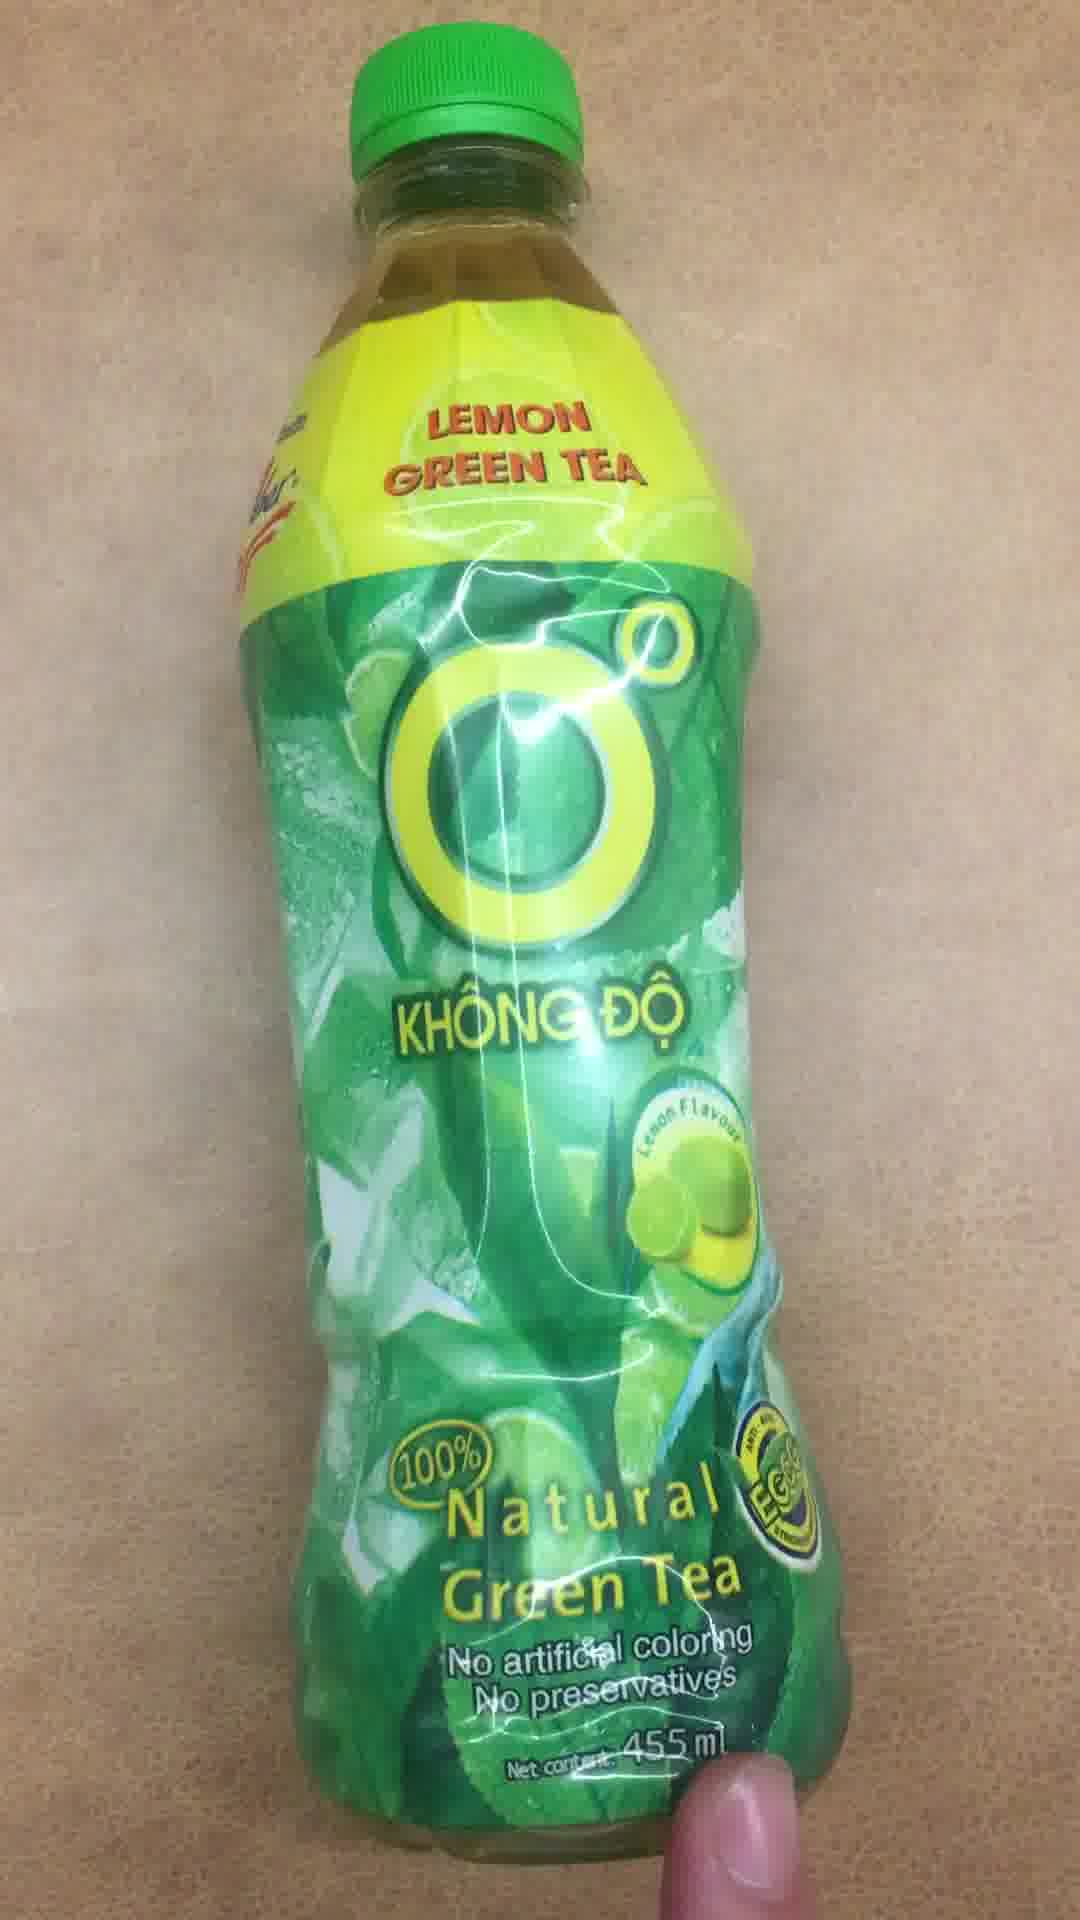 LEMON
GREEN TEA
O°
KHÔNG ĐỘ
Lemon Flavour
100%
Natural
Green Tea
EGCG
No artificial coloring
No preservatives
Net content: 455 ml